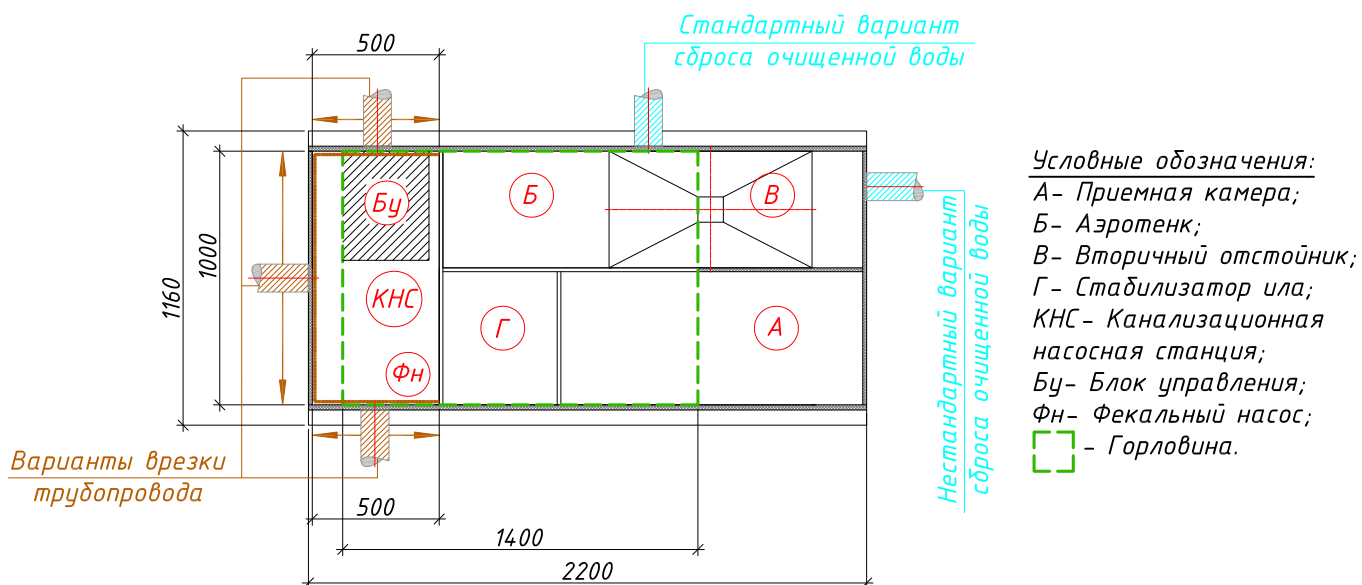 Стандартный вариант
сброса очищенной воды
500
1160
1000
Бу
Б
В
КНС
Г
А
Фн
Нестандартный вариант
сброса очищенной воды
Варианты врезки
трубопровода
500
1400
2200
Условные обозначения:
А- Приемная камера;
Б- Аэротенк;
В- Вторичный отстойник;
Г- Стабилизатор ила;
КНС- Канализационная
насосная станция;
Бу- Блок управления;
Фн- Фекальный насос;
- Горловина.